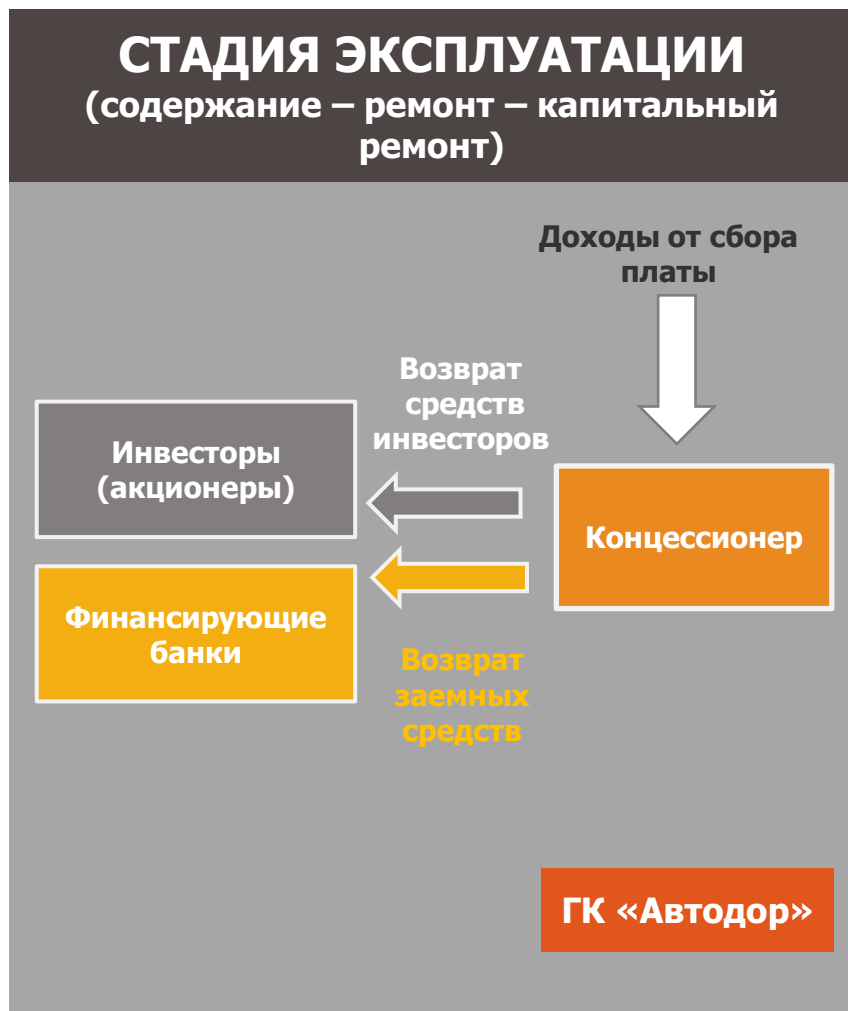 СТАДИЯ ЭКСПЛУАТАЦИИ
(содержание – ремонт – капитальный
ремонт)
Доходы от сбора
платы
Возврат
средств
инвесторов
Инвесторы
(акционеры)
Концессионер
Финансирующие
банки
Возврат
заемных
средств
ГК «Автодор»